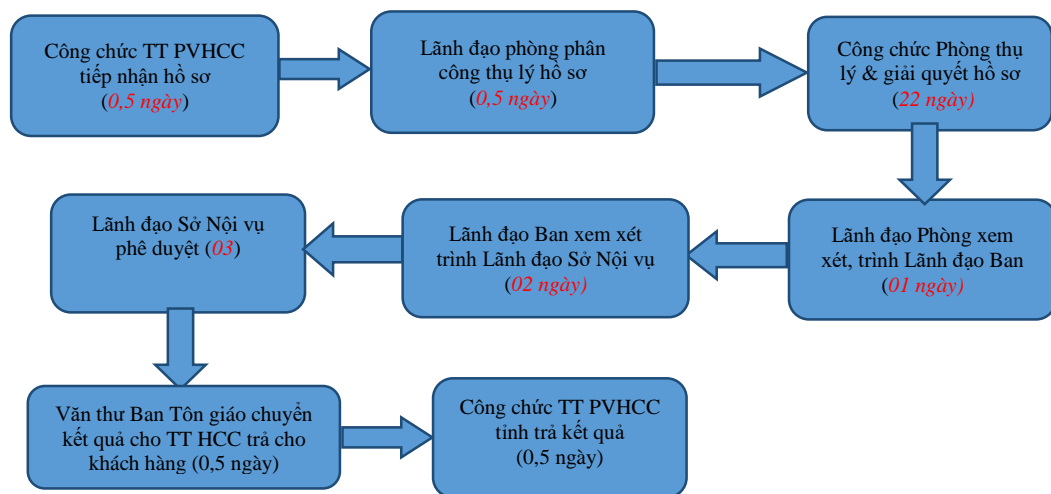 Công chức TT PVHCC
tiếp nhận hồ sơ
(0,5 ngày)
Lãnh đạo phòng phân
công thụ lý hồ sơ
(0,5 ngày)
Công chức Phòng thụ
lý & giải quyết hồ sơ
(22 ngày)
Lãnh đạo Phòng xem
xét, trình Lãnh đạo Ban
(01 ngày)
Lãnh đạo Ban xem xét
trình Lãnh đạo Sở Nội vụ
(02 ngày)
Lãnh đạo Sở Nội vụ
phê duyệt (03)
Văn thư Ban Tôn giáo chuyển
kết quả cho TT HCC trả cho
khách hàng (0,5 ngày)
Công chức TT PVHCC
tỉnh trả kết quả
(0,5 ngày)